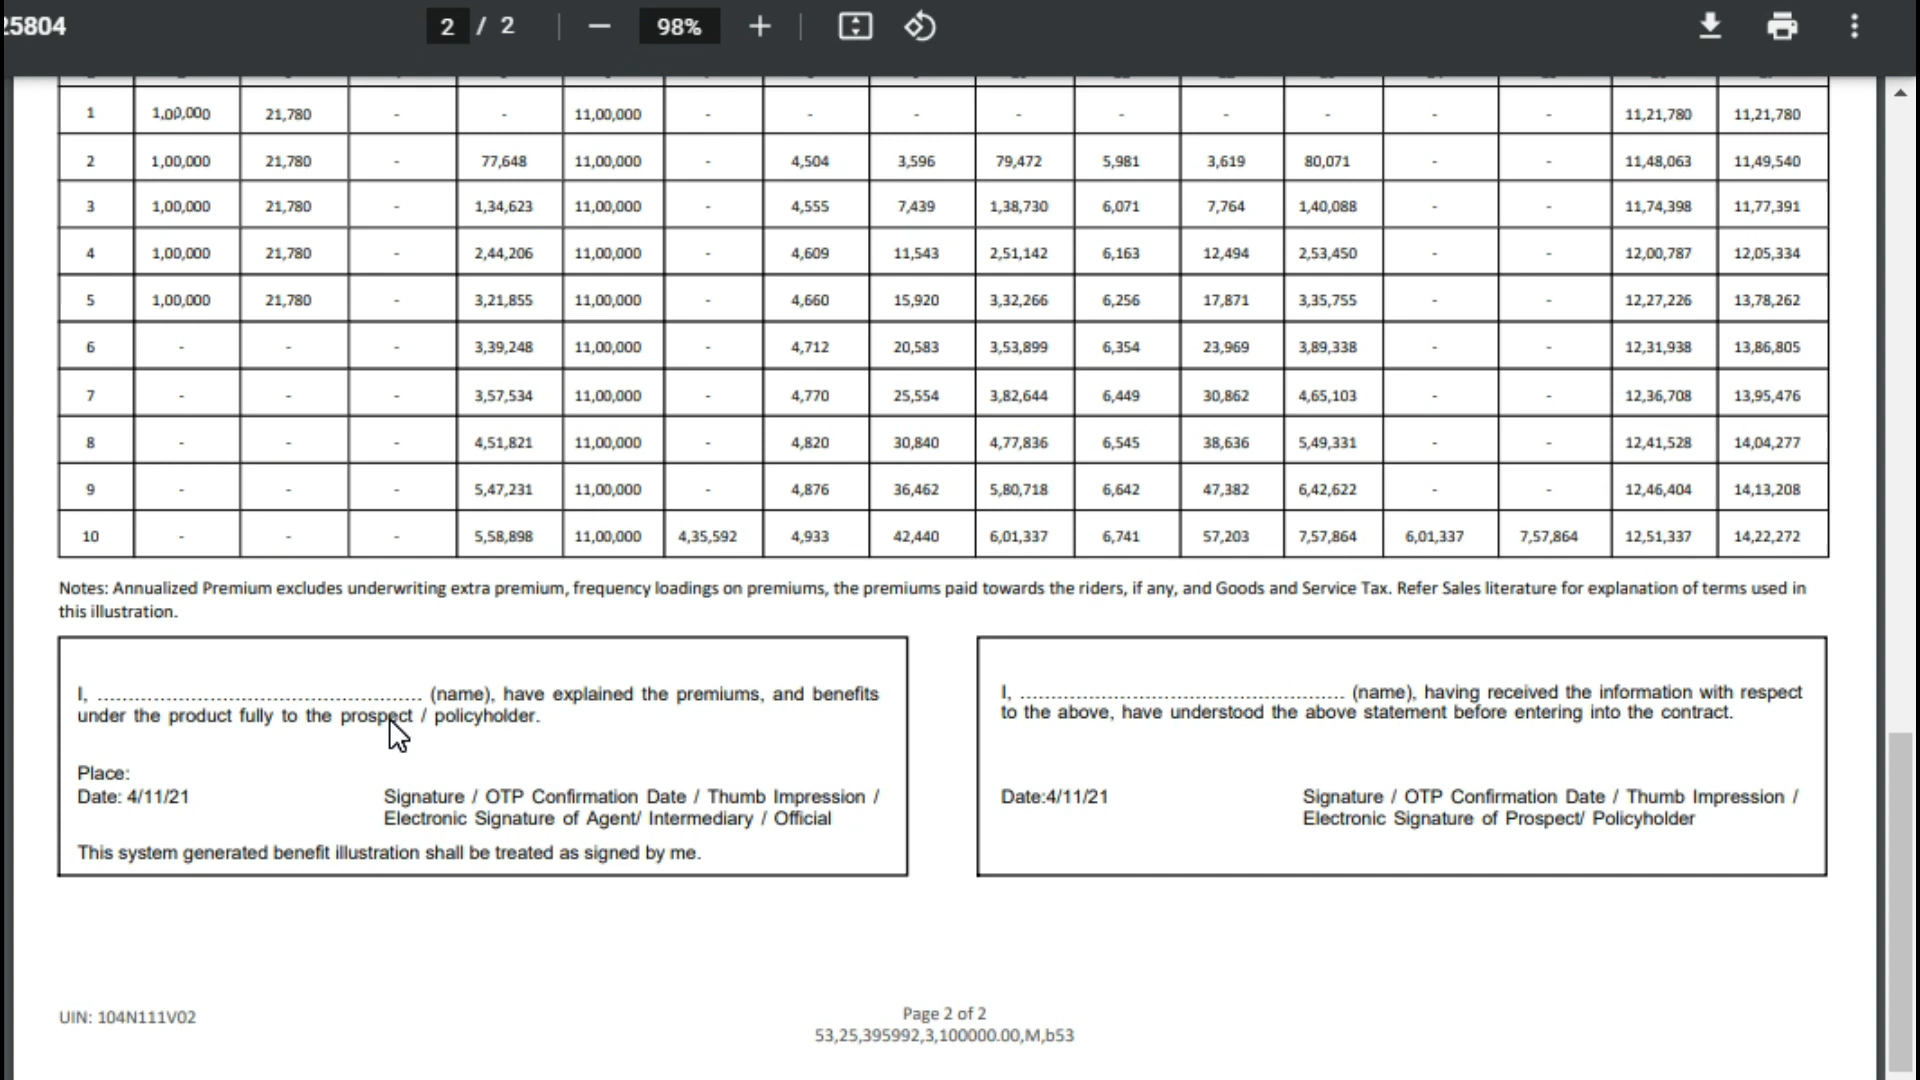 25804
2 / 2
98%
1 1,00,000 21,780 - - 11,00,000 - - - - - - - - - 11,21,780 11,21,780
2 1,00,000 21,780 - 77,648 11,00,000 - 4,504 3,596 79,472 5,981 3,619 80,071 - - 11,48,063 11,49,540
3 1,00,000 21,780 - 1,34,623 11,00,000 - 4,555 7,439 1,38,730 6,071 7,764 1,40,088 - - 11,74,398 11,77,391
4 1,00,000 21,780 - 2,44,206 11,00,000 - 4,609 11,543 2,51,142 6,163 12,494 2,53,450 - - 12,00,787 12,05,334
5 1,00,000 21,780 - 3,21,855 11,00,000 - 4,660 15,920 3,32,266 6,256 17,871 3,35,755 - - 12,27,226 13,78,262
6 - - - 3,39,248 11,00,000 - 4,712 20,583 3,53,899 6,354 23,969 3,89,338 - - 12,31,938 13,86,805
7 - - - 3,57,534 11,00,000 - 4,770 25,554 3,82,644 6,449 30,862 4,65,103 - - 12,36,708 13,95,476
8 - - - 4,51,821 11,00,000 - 4,820 30,840 4,77,836 6,545 38,636 5,49,331 - - 12,41,528 14,04,277
9 - - - 5,47,231 11,00,000 - 4,876 36,462 5,80,718 6,642 47,382 6,42,622 - - 12,46,404 14,13,208
10 - - - 5,58,898 11,00,000 4,35,592 4,933 42,440 6,01,337 6,741 57,203 7,57,864 6,01,337 7,57,864 12,51,337 14,22,272
Notes: Annualized Premium excludes underwriting extra premium, frequency loadings on premiums, the premiums paid towards the riders, if any, and Goods and Service Tax. Refer Sales literature for explanation of terms used in
this illustration.
I, .................................................... (name), have explained the premiums, and benefits
under the product fully to the prospect / policyholder.
Place:
Date: 4/11/21
Signature / OTP Confirmation Date / Thumb Impression /
Electronic Signature of Agent/ Intermediary / Official
This system generated benefit illustration shall be treated as signed by me.
I, .................................................... (name), having received the information with respect
to the above, have understood the above statement before entering into the contract.
Date:4/11/21
Signature / OTP Confirmation Date / Thumb Impression /
Electronic Signature of Prospect/ Policyholder
UIN: 104N111V02
Page 2 of 2
53,25,395992,3,100000.00,M,b53